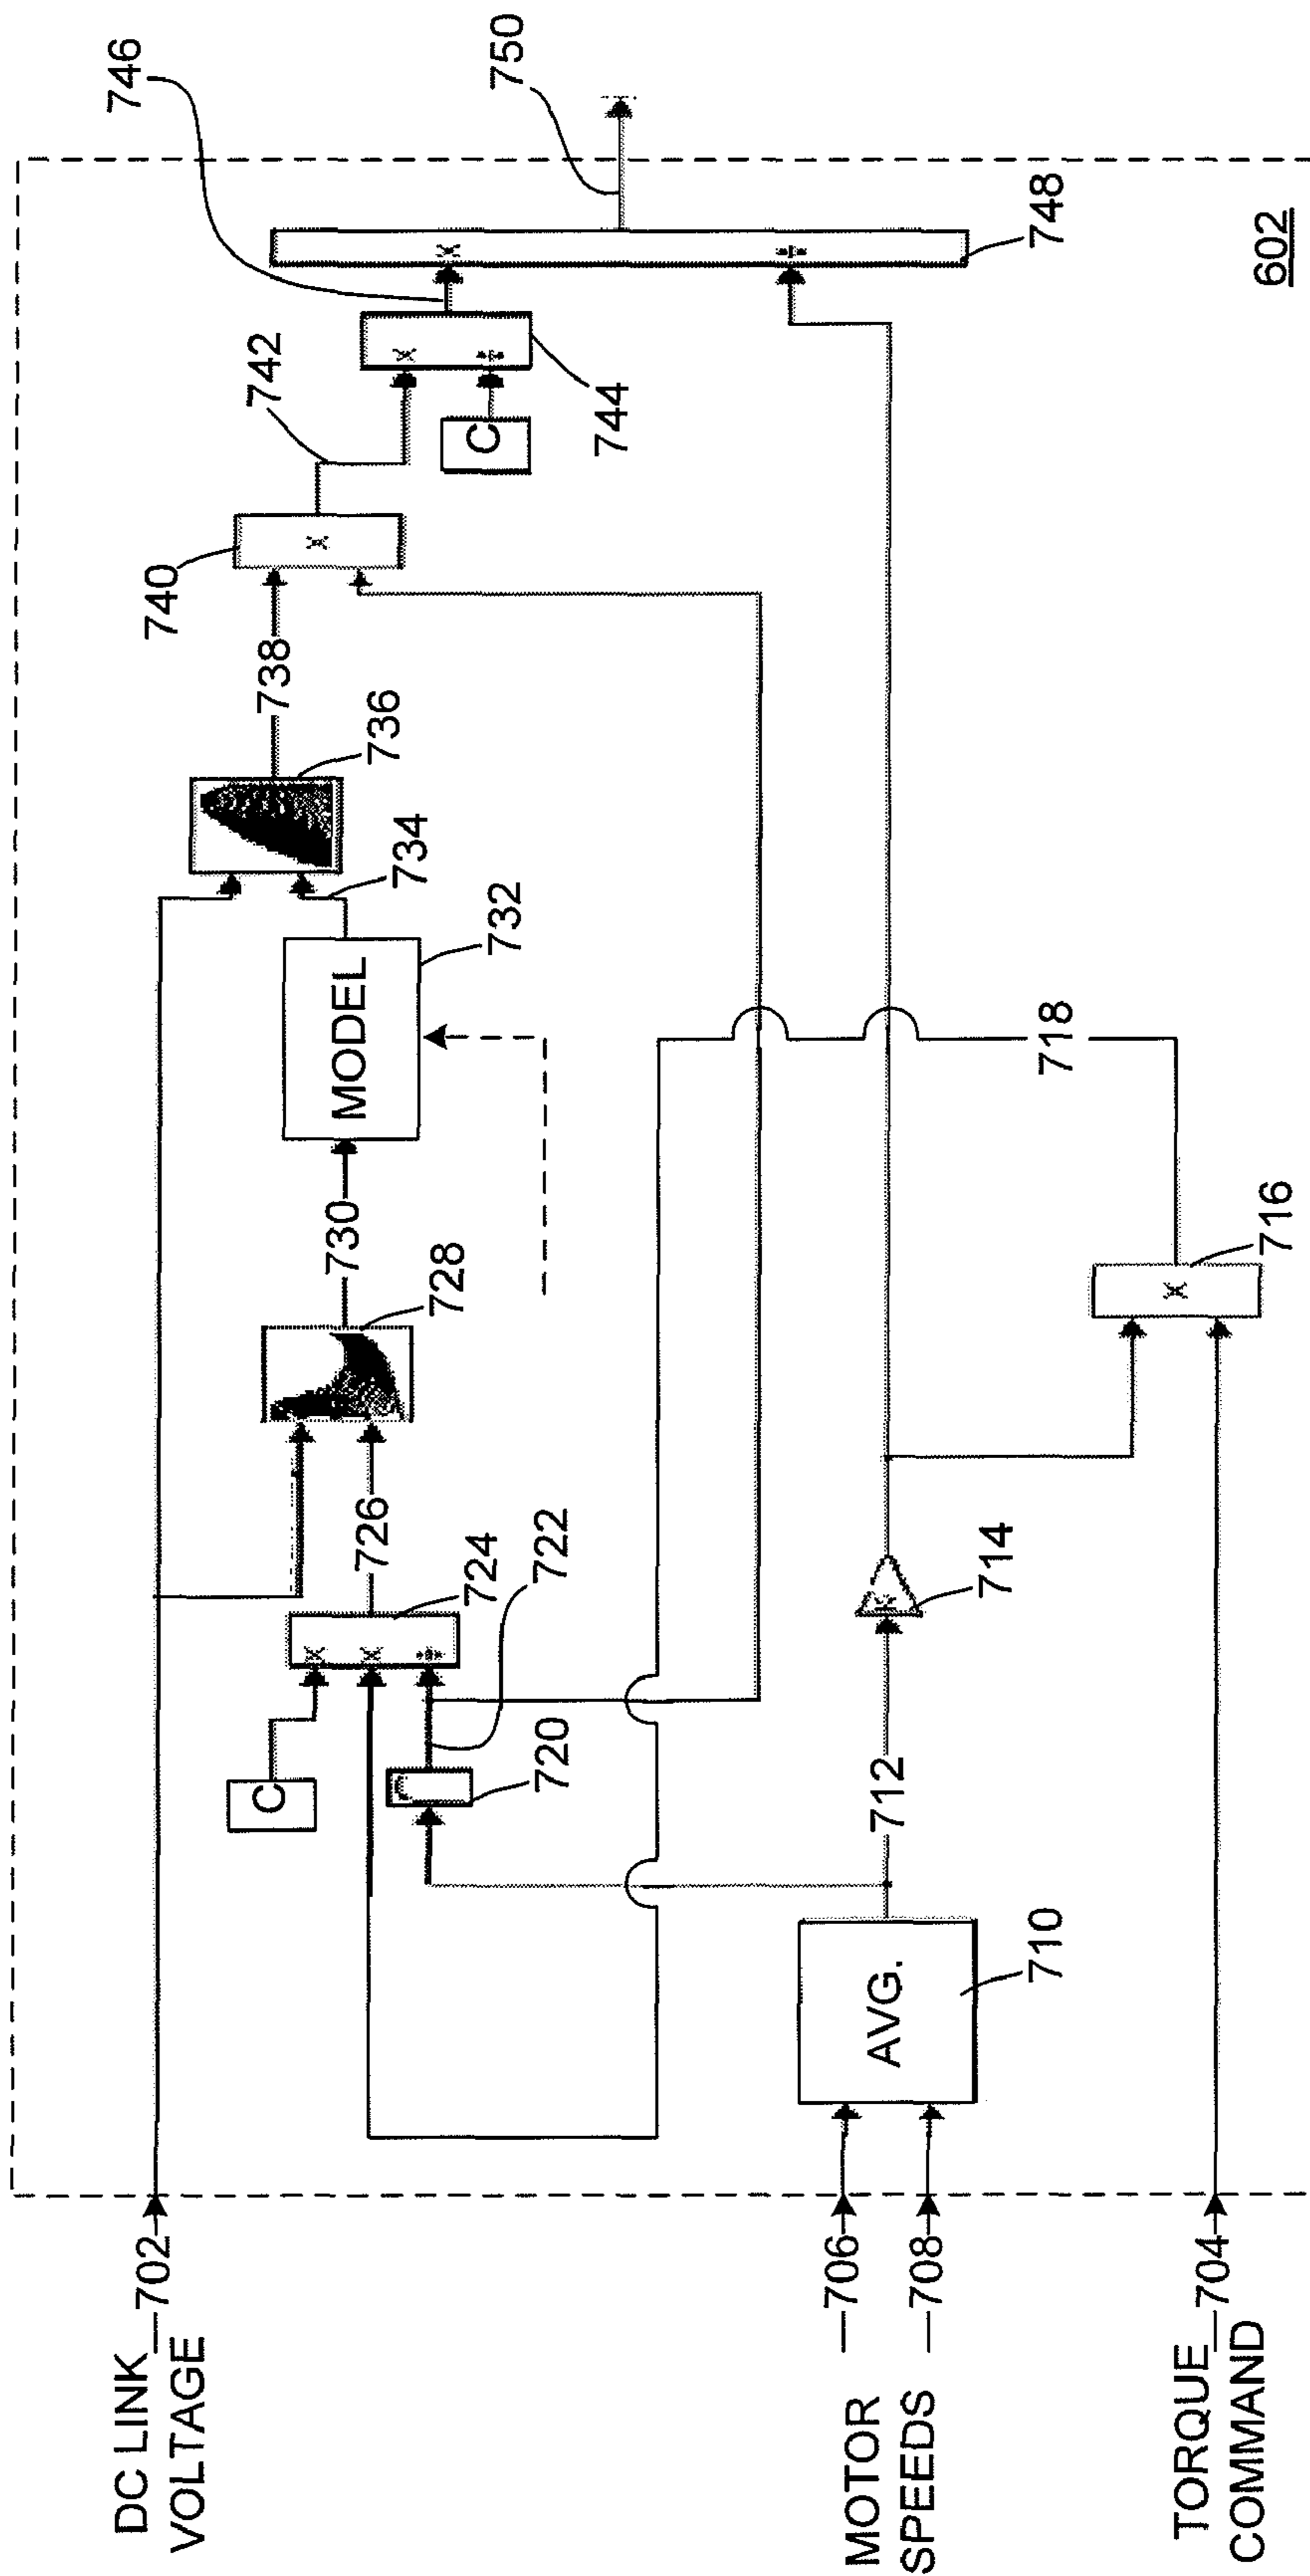 DC LINK
VOLTAGE
702
MOTOR
SPEEDS
706
708
TORQUE
COMMAND
704
AVG.
710
712
K
714
X
716
718
C
720
722
X
X
÷
724
726
728
730
MODEL
732
734
736
738
X
740
742
C
X
÷
744
746
X
÷
748
750
602